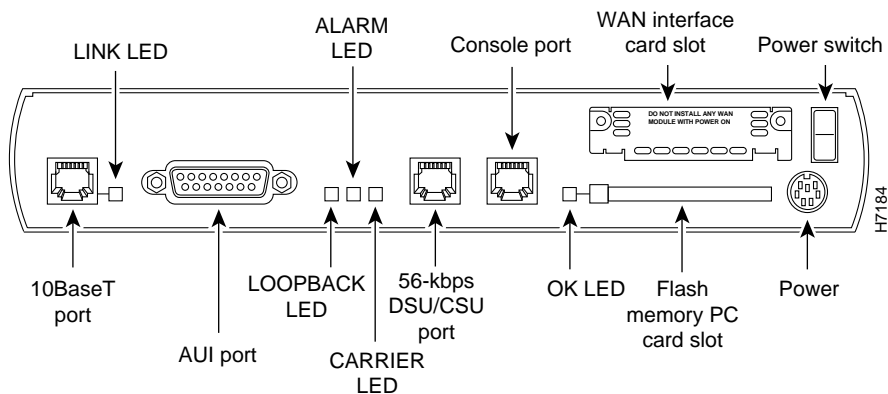 LINK LED
ALARM
LED
Console port
WAN interface
card slot
Power switch
DO NOT INSTALL ANY WAN
MODULE WITH POWER ON
H7184
10BaseT
port
AUI port
LOOPBACK
LED
CARRIER
LED
56-kbps
DSU/CSU
port
OK LED
Flash
memory PC
card slot
Power